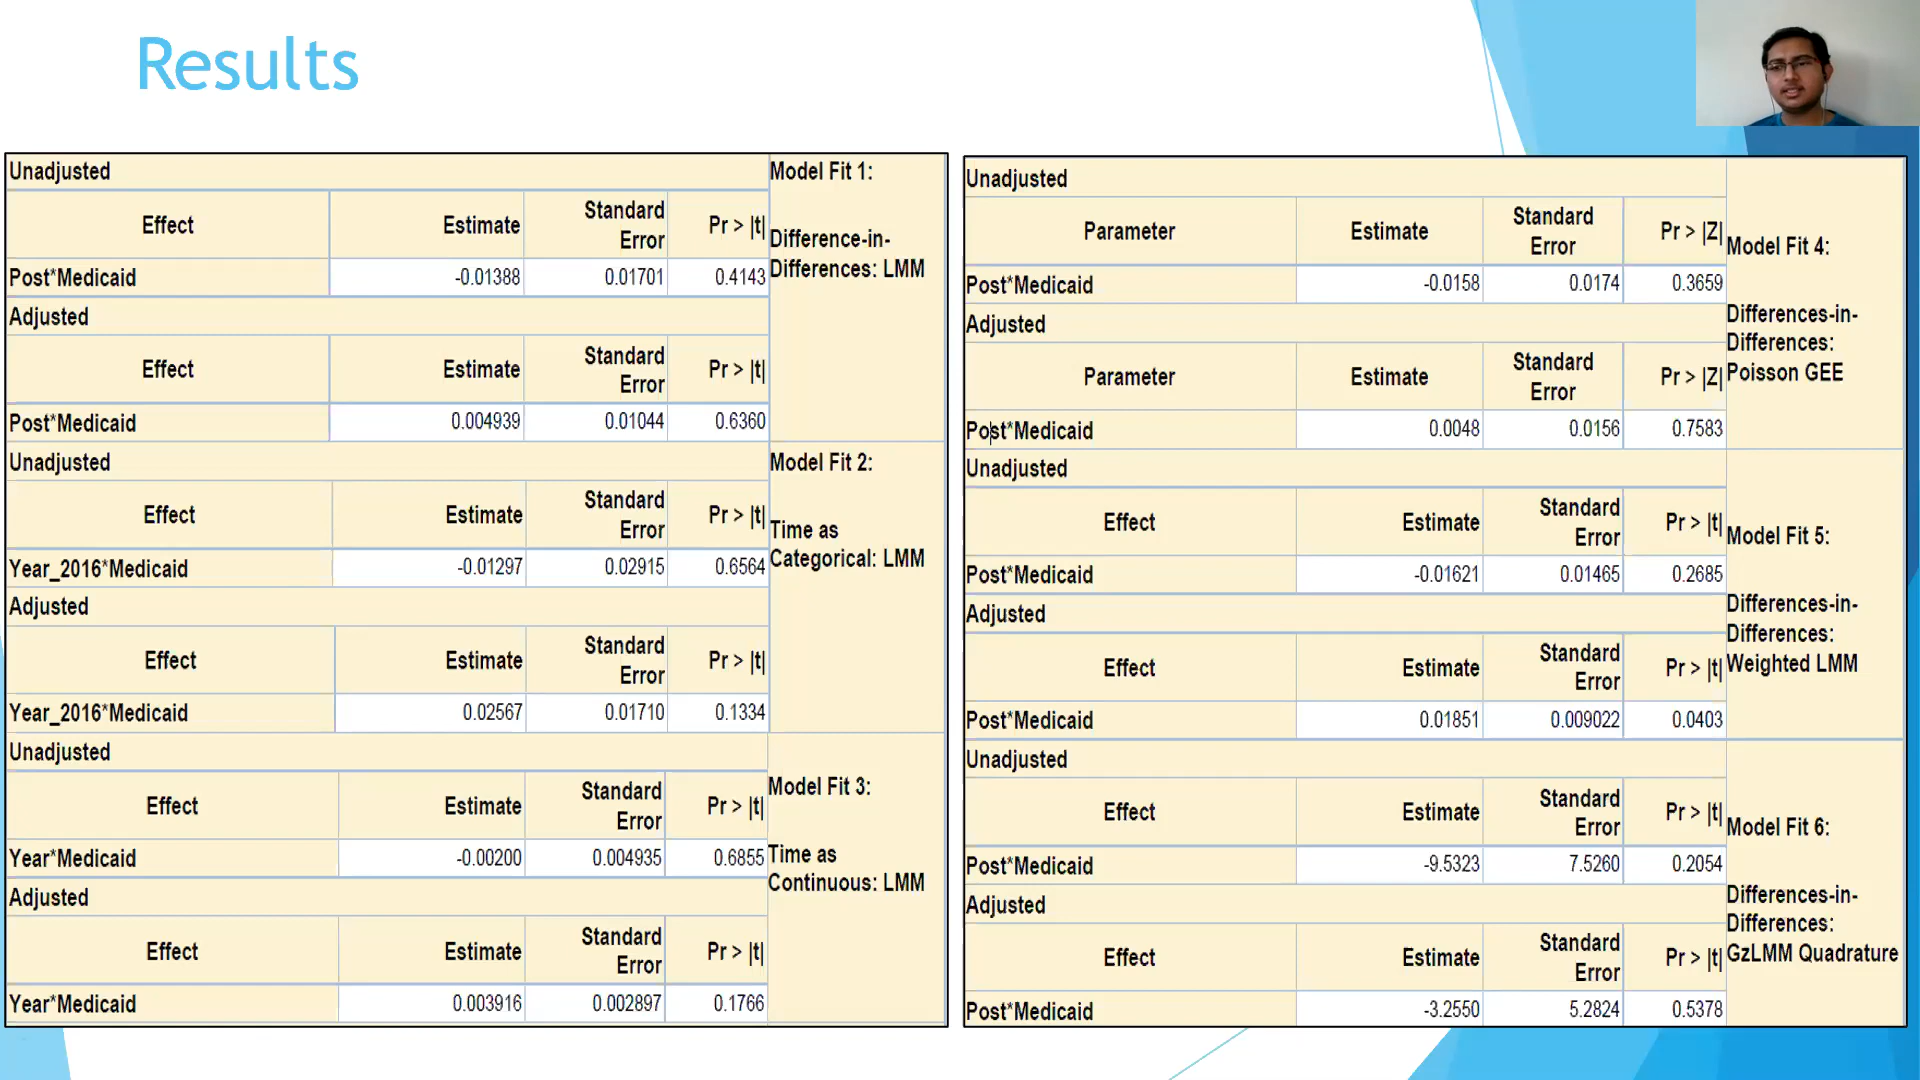 Results
Unadjusted
Model Fit 1:
Effect Estimate Standard Error Pr > |t|
Difference-in-
Differences: LMM
Post*Medicaid -0.01388 0.01701 0.4143
Adjusted
Effect Estimate Standard Error Pr > |t|
Post*Medicaid 0.004939 0.01044 0.6360
Unadjusted
Model Fit 2:
Effect Estimate Standard Error Pr > |t|
Time as
Categorical: LMM
Year_2016*Medicaid -0.01297 0.02915 0.6564
Adjusted
Effect Estimate Standard Error Pr > |t|
Year_2016*Medicaid 0.02567 0.01710 0.1334
Unadjusted
Model Fit 3:
Effect Estimate Standard Error Pr > |t|
Time as
Continuous: LMM
Year*Medicaid -0.00200 0.004935 0.6855
Adjusted
Effect Estimate Standard Error Pr > |t|
Year*Medicaid 0.003916 0.002897 0.1766
Unadjusted
Parameter Estimate Standard Error Pr > |Z|
Model Fit 4:
Post*Medicaid -0.0158 0.0174 0.3659
Differences-in-
Differences:
Poisson GEE
Adjusted
Parameter Estimate Standard Error Pr > |Z|
Post*Medicaid 0.0048 0.0156 0.7583
Unadjusted
Effect Estimate Standard Error Pr > |t|
Model Fit 5:
Post*Medicaid -0.01621 0.01465 0.2685
Differences-in-
Differences:
Weighted LMM
Adjusted
Effect Estimate Standard Error Pr > |t|
Post*Medicaid 0.01851 0.009022 0.0403
Unadjusted
Effect Estimate Standard Error Pr > |t|
Model Fit 6:
Post*Medicaid -9.5323 7.5260 0.2054
Differences-in-
Differences:
GzLMM Quadrature
Adjusted
Effect Estimate Standard Error Pr > |t|
Post*Medicaid -3.2550 5.2824 0.5378